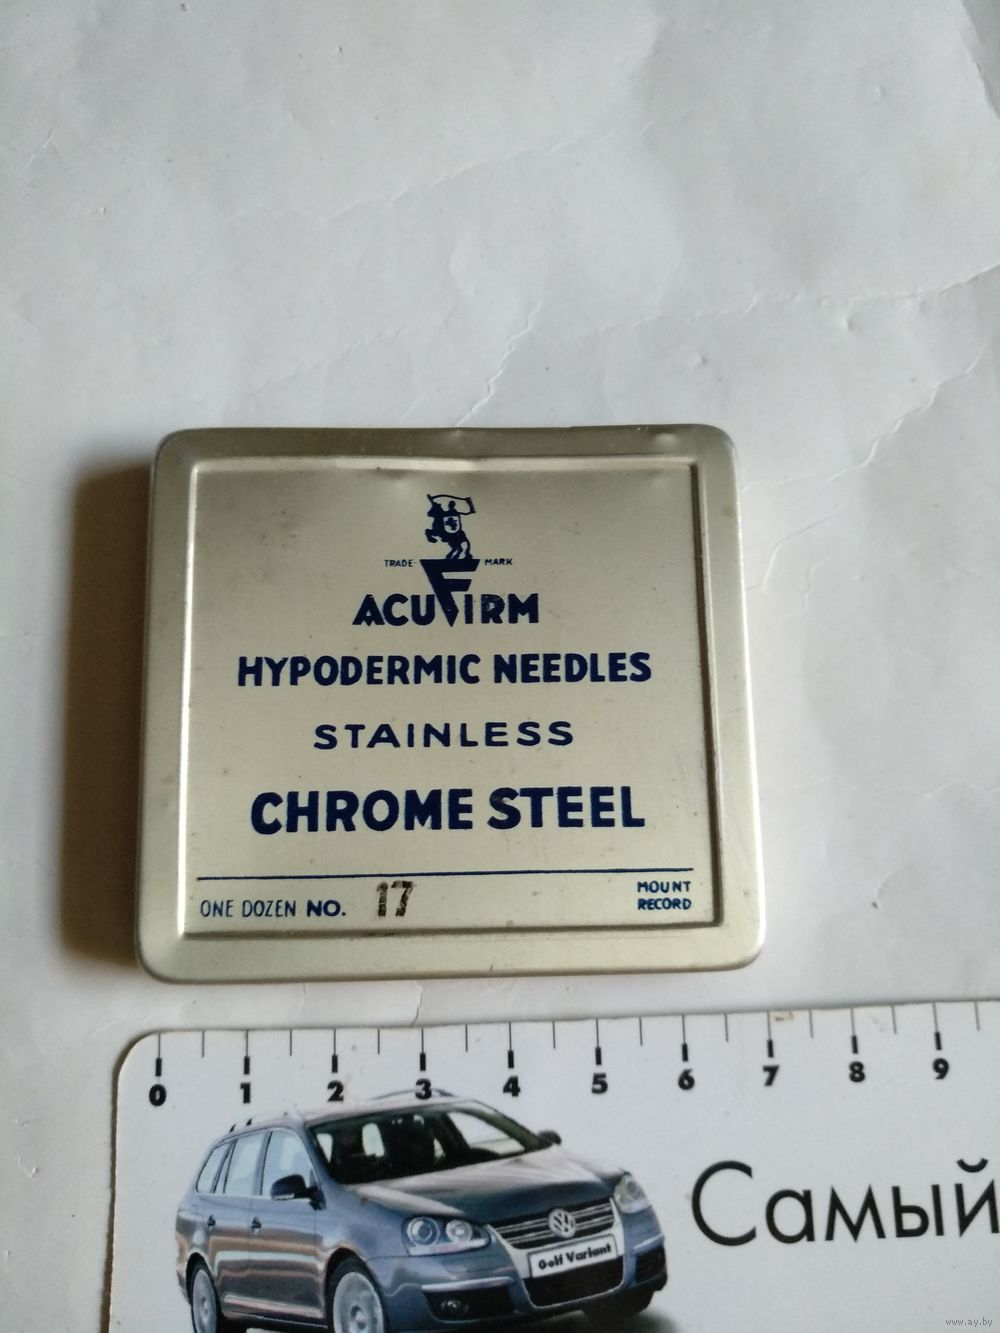 TRADE- MARK
ACUFIRM
HYPODERMIC NEEDLES
STAINLESS
CHROME STEEL
ONE DOZEN NO. 17
MOUNT
RECORD
0 1 2 3 4 5 6 7 8 9
Самый
Golf Variant
www.ay.by